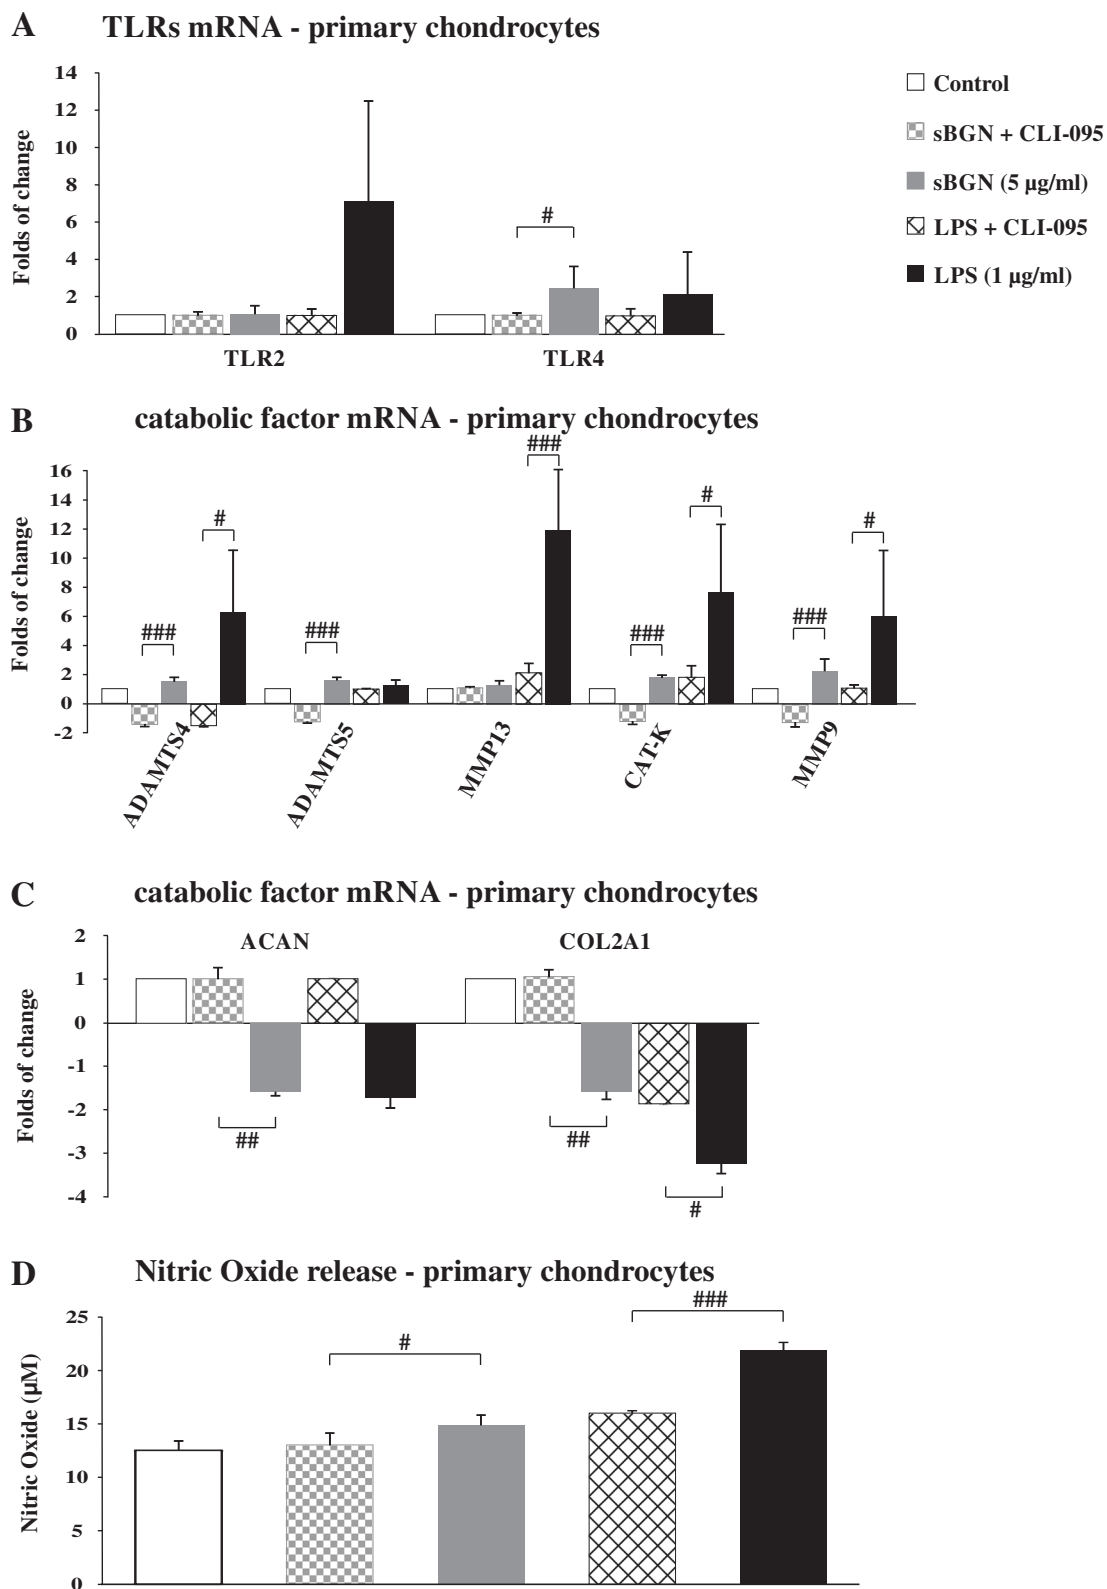 A TLRs mRNA - primary chondrocytes
14
12
10
8
6
4
2
0
Folds of change
#
TLR2 TLR4
Control
sBGN + CLI-095
sBGN (5 µg/ml)
LPS + CLI-095
LPS (1 µg/ml)
B catabolic factor mRNA - primary chondrocytes
16
14
12
10
8
6
4
2
0
-2
Folds of change
### # ### ### ### # ### #
ADAMTS4 ADAMTS5 MMP13 CAT-K MMP9
C catabolic factor mRNA - primary chondrocytes
2
1
0
-1
-2
-3
-4
Folds of change
ACAN COL2A1
## ##
#
D Nitric Oxide release - primary chondrocytes
25
20
15
10
5
0
Nitric Oxide (µM)
# ###